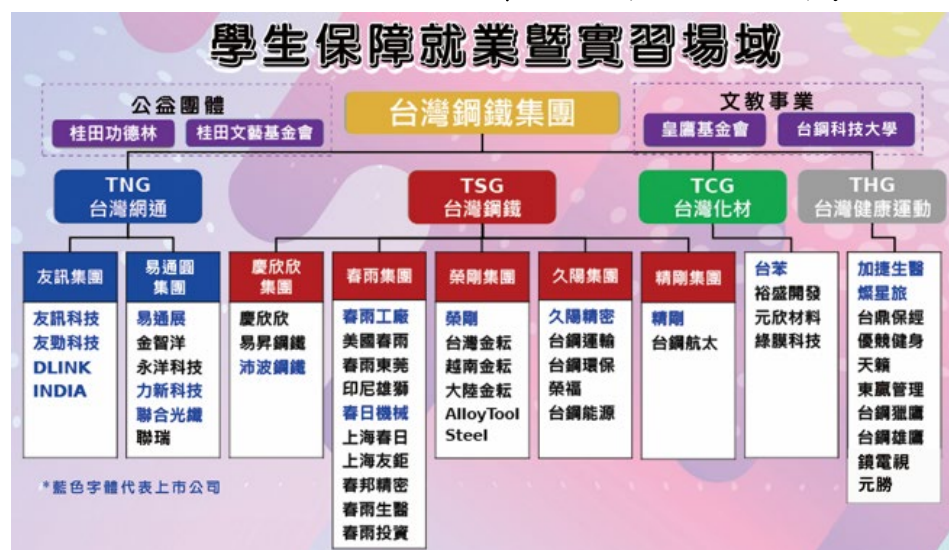 學生保障就業暨實習場域
公益團體
桂田功德林
桂田文藝基金會
台灣鋼鐵集團
文教事業
皇鷹基金會
台鋼科技大學
TNG
台灣網通
TSG
台灣鋼鐵
TCG
台灣化材
THG
台灣健康運動
友訊集團
友訊科技
友勁科技
DLINK
INDIA
易通圓
集團
易通展
金智洋
永洋科技
力新科技
聯合光纖
聯瑞
慶欣欣
集團
慶欣欣
易昇鋼鐵
沛波鋼鐵
春雨集團
春雨工廠
美國春雨
春雨東莞
印尼雄獅
春日機械
上海春日
上海友鉅
春邦精密
春雨生醫
春雨投資
榮剛集團
榮剛
台灣金耘
越南金耘
大陸金耘
AlloyTool
Steel
久陽集團
久陽精密
台鋼運輸
台鋼環保
榮福
台鋼能源
精剛集團
精剛
台鋼航太
台苯
裕盛開發
元欣材料
綠膜科技
加捷生醫
燦星旅
台鼎保經
優競健身
天籟
東贏管理
台鋼獵鷹
台鋼雄鷹
鏡電視
元勝
*藍色字體代表上市公司